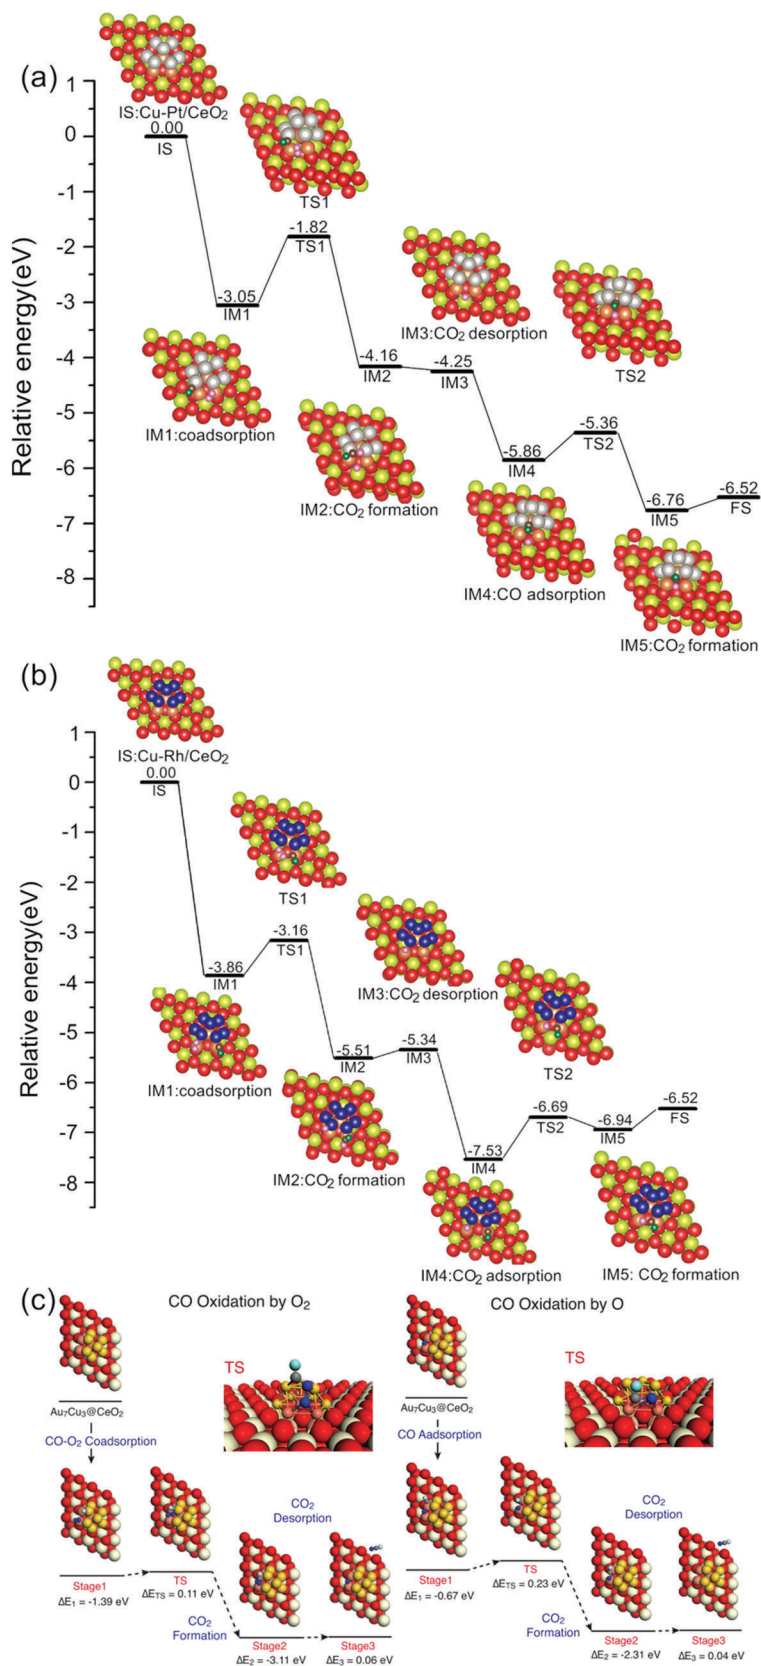 (a)
IS:Cu-Pt/CeO2
1
0
-1
-2
-3
-4
-5
-6
-7
-8
Relative energy(eV)
0.00
IS
TS1
-1.82
TS1
-3.05
IM1
IM1:coadsorption
IM3:CO2 desorption
TS2
-4.16
IM2
-4.25
IM3
IM2:CO2 formation
-5.86
IM4
-5.36
TS2
-6.76
IM5
-6.52
FS
IM4:CO adsorption
IM5:CO2 formation
(b)
IS:Cu-Rh/CeO2
1
0
-1
-2
-3
-4
-5
-6
-7
-8
Relative energy(eV)
0.00
IS
TS1
-3.16
TS1
-3.86
IM1
IM1:coadsorption
IM3:CO2 desorption
TS2
-5.51
IM2
-5.34
IM3
IM2:CO2 formation
-7.53
IM4
-6.69
TS2
-6.94
IM5
-6.52
FS
IM4:CO2 adsorption
IM5: CO2 formation
(c)
CO Oxidation by O2
TS
Au7Cu3@CeO2
CO-O2 Coadsorption
CO2
Desorption
Stage1
ΔE1 = -1.39 eV
TS
ΔETS = 0.11 eV
CO2
Formation
Stage2
ΔE2 = -3.11 eV
Stage3
ΔE3 = 0.06 eV
CO Oxidation by O
TS
Au7Cu3@CeO2
CO Aadsorption
CO2
Desorption
Stage1
ΔE1 = -0.67 eV
TS
ΔETS = 0.23 eV
CO2
Formation
Stage2
ΔE2 = -2.31 eV
Stage3
ΔE3 = 0.04 eV